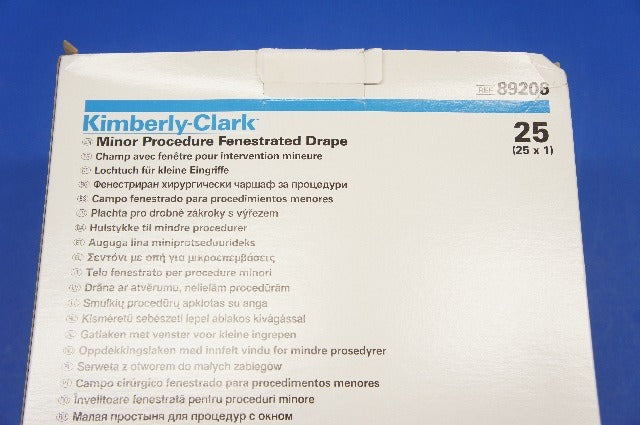 REF 89206
Kimberly-Clark
25
(25 x 1)
Minor Procedure Fenestrated Drape
Champ avec fenêtre pour intervention mineure
Lochtuch für kleine Eingriffe
Фенестриран хирургически чаршаф за процедури
Campo fenestrado para procedimientos menores
Plachta pro drobné zákroky s výřezem
Hulstykke til mindre procedurer
Auguga lina miniprotseduurideks
Σεντόνι με οπή για μικροεπεμβάσεις
Telo fenestrato per procedure minori
Drāna ar atvērumu, nelielām procedūrām
Smulkių procedūrų apklotas su anga
Kisméretű sebészeti lepel ablakos kivágással
Gatlaken met venster voor kleine ingrepen
Oppdekkingslaken med innfelt vindu for mindre prosedyrer
Serweta z otworem do małych zabiegów
Campo cirúrgico fenestrado para procedimentos menores
Învelitoare fenestrată pentru proceduri minore
Малая простыня для процедур с окном